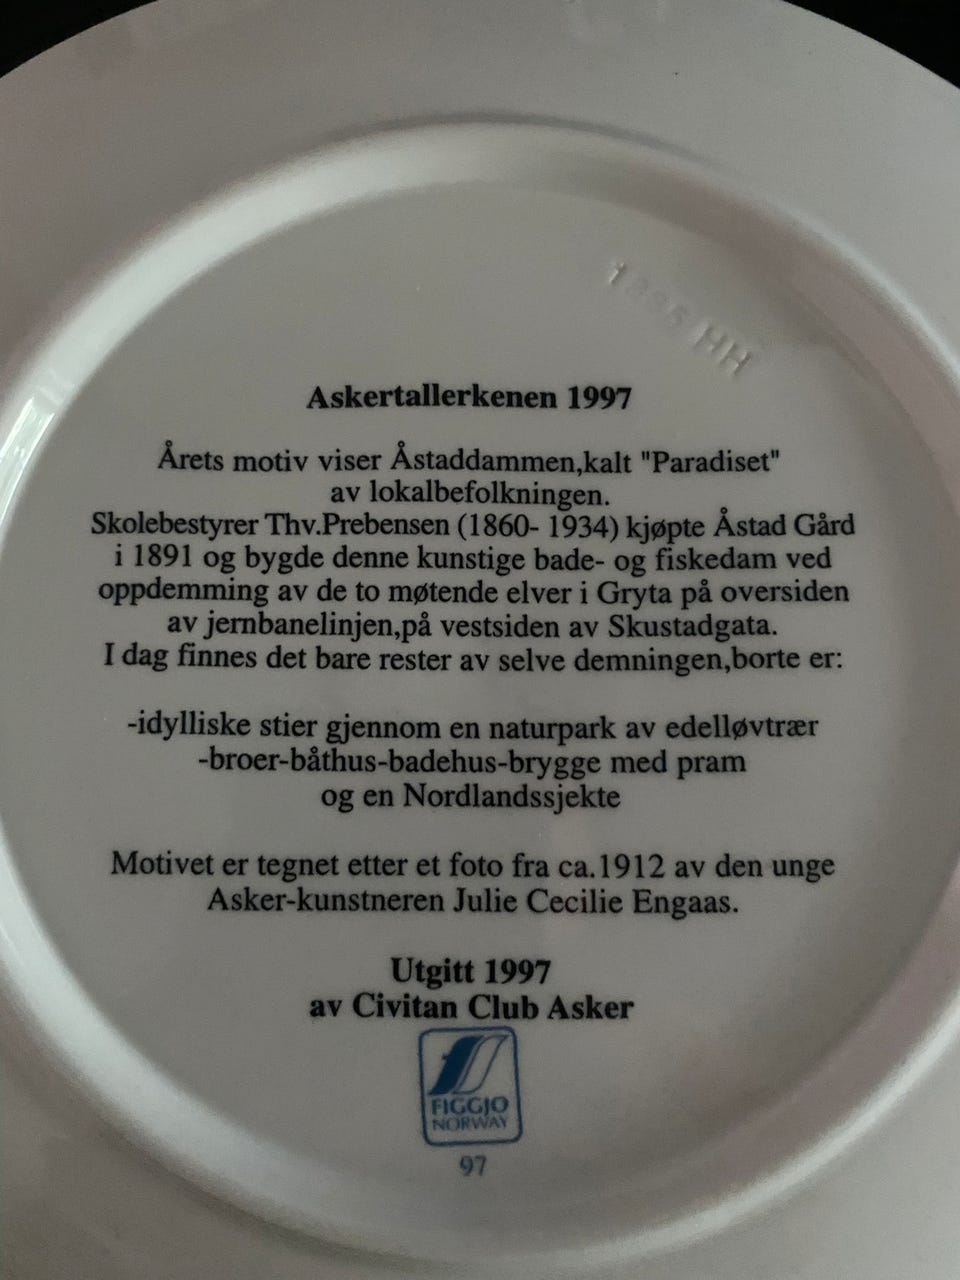 1895 HH
Askertallerkenen 1997
Årets motiv viser Åstaddammen,kalt "Paradiset"
av lokalbefolkningen.
Skolebestyrer Thv.Prebensen (1860- 1934) kjøpte Åstad Gård
i 1891 og bygde denne kunstige bade- og fiskedam ved
oppdemming av de to møtende elver i Gryta på oversiden
av jernbanelinjen,på vestsiden av Skustadgata.
I dag finnes det bare rester av selve demningen,borte er:
-idylliske stier gjennom en naturpark av edelløvtrær
-broer-båthus-badehus-brygge med pram
og en Nordlandssjekte
Motivet er tegnet etter et foto fra ca.1912 av den unge
Asker-kunstneren Julie Cecilie Engaas.
Utgitt 1997
av Civitan Club Asker
FIGGJO
NORWAY
97